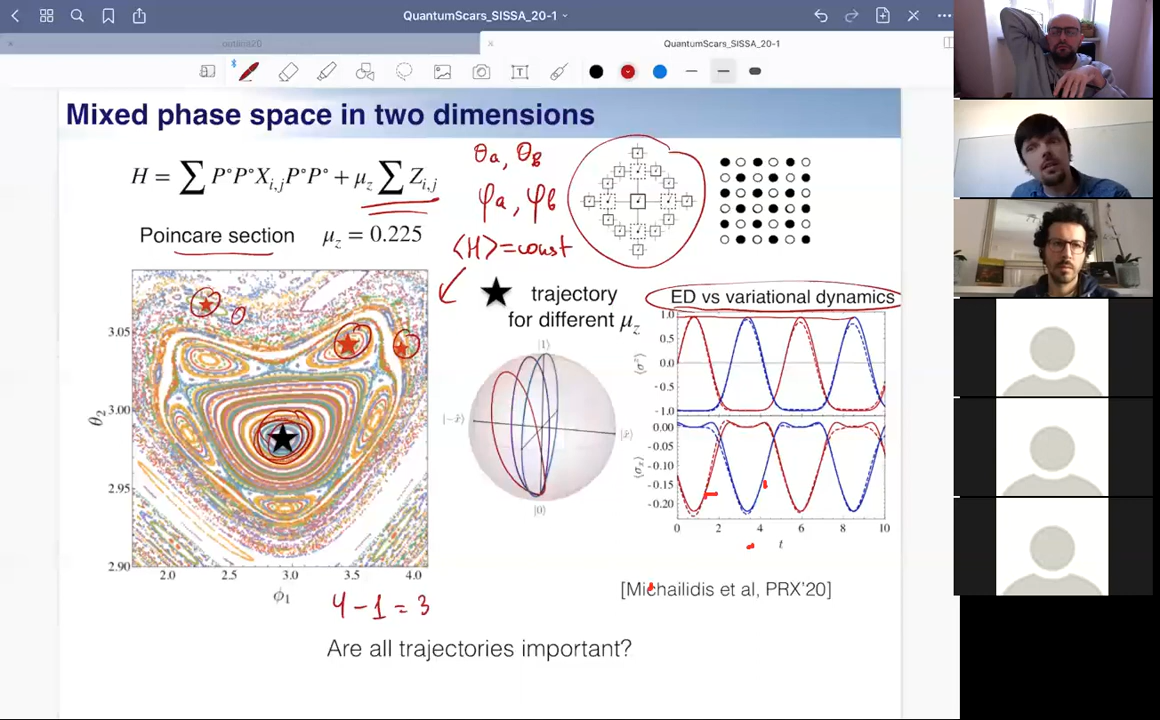 QuantumScars_SISSA_20-1
outline20
QuantumScars_SISSA_20-1
Mixed phase space in two dimensions
H = ∑ P°P°X_{i,j}P°P° + μ_z ∑ Z_{i,j}
θa, θb
φa, φb
⟨H⟩=const
Poincare section μ_z = 0.225
trajectory
for different μ_z
ED vs variational dynamics
3.05
3.00
2.95
2.90
θ_2
2.0 2.5 3.0 3.5 4.0
ϕ_1
4-1=3
|1⟩
|-x̂⟩
|x̂⟩
|0⟩
1.0
0.5
0.0
-0.5
-1.0
0.00
-0.05
-0.10
-0.15
-0.20
0 2 4 6 8 10
t
[Michailidis et al, PRX'20]
Are all trajectories important?